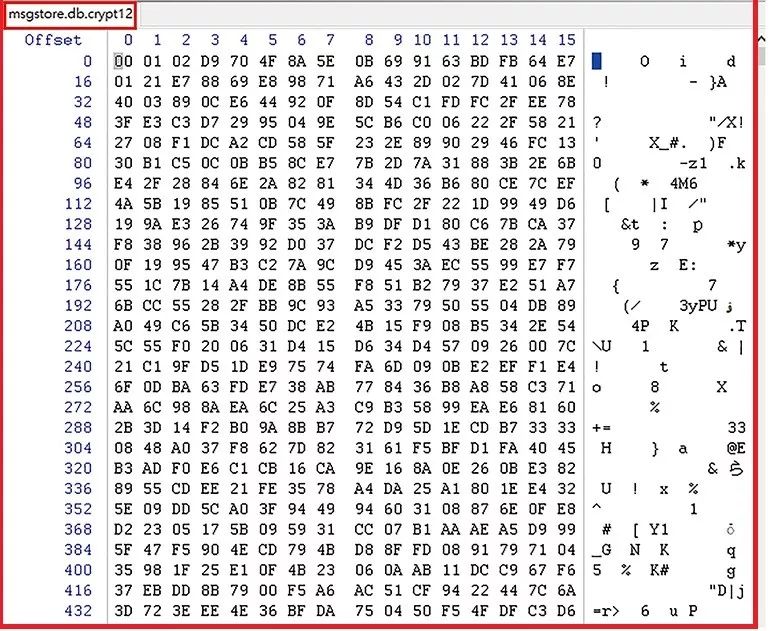 msgstore.db.crypt12
Offset 0 1 2 3 4 5 6 7 8 9 10 11 12 13 14 15
0 00 01 02 D9 70 4F 8A 5E 0B 69 91 63 BD FB 64 E7 O i d
16 01 21 E7 88 69 E8 98 71 A6 43 2D 02 7D 41 06 8E ! - }A
32 40 03 89 0C E6 44 92 0F 8D 54 C1 FD FC 2F EE 78
48 3F E3 C3 D7 29 95 04 9E 5C B6 C0 06 22 2F 58 21 ? "/X!
64 27 08 F1 DC A2 CD 58 5F 23 2E 89 90 29 46 FC 13 ' X_#. )F
80 30 B1 C5 0C 0B B5 8C E7 7B 2D 7A 31 88 3B 2E 6B 0 -z1 .k
96 E4 2F 28 84 6E 2A 82 81 34 4D 36 B6 80 CE 7C EF ( * 4M6
112 4A 5B 19 85 51 0B 7C 49 8B FC 2F 22 1D 99 49 D6 [ |I /"
128 19 9A E3 26 74 9F 35 3A B9 DF D1 80 C6 7B CA 37 &t : p
144 F8 38 96 2B 39 92 D0 37 DC F2 D5 43 BE 28 2A 79 9 7 *y
160 0F 19 95 47 B3 C2 7A 9C D9 45 3A EC 55 99 E7 F7 z E:
176 55 1C 7B 14 A4 DE 8B 55 F8 51 B2 79 37 E2 51 A7 { 7
192 6B CC 55 28 2F BB 9C 93 A5 33 79 50 55 04 DB 89 (/ 3yPU
208 A0 49 C6 5B 34 50 DC E2 4B 15 F9 08 B5 34 2E 54 4P K .T
224 5C 55 F0 20 06 31 D4 15 D6 34 D4 57 09 26 00 7C \U 1 & |
240 21 C1 9F D5 1D E9 75 74 FA 6D 09 0B E2 EF F1 E4 ! t
256 6F 0D BA 63 FD E7 38 AB 77 84 36 B8 A8 58 C3 71 o 8 X
272 AA 6C 98 8A EA 6C 25 A3 C9 B3 58 99 EA E6 81 60 %
288 2B 3D 14 F2 B0 9A 8B B7 72 D9 5D 1E CD B7 33 33 += 33
304 08 48 A0 37 F8 62 7D 82 31 61 F5 BF D1 FA 40 45 H } a @E
320 B3 AD F0 E6 C1 CB 16 CA 9E 16 8A 0E 26 0B E3 82 &
336 89 55 CD EE 21 FE 35 78 A4 DA 25 A1 80 1E E4 32 U ! x %
352 5E 09 DD 5C A0 3F 94 49 94 60 31 08 87 6E 0F E8 ^ 1
368 D2 23 05 17 5B 09 59 31 CC 07 B1 AA AE A5 D9 99 # [ Y1
384 5F 47 F5 90 4E CD 79 4B D8 8F FD 08 91 79 71 04 _G N K q
400 35 98 1F 25 E1 0F 4B 23 06 0A AB 11 DC C9 67 F6 5 % K# g
416 37 EB DD 8B 79 00 F5 A6 AC 51 CF 94 22 44 7C 6A "D|j
432 3D 72 3E EE 4E 36 BF DA 75 04 50 F5 4F DF C3 D6 =r> 6 u P